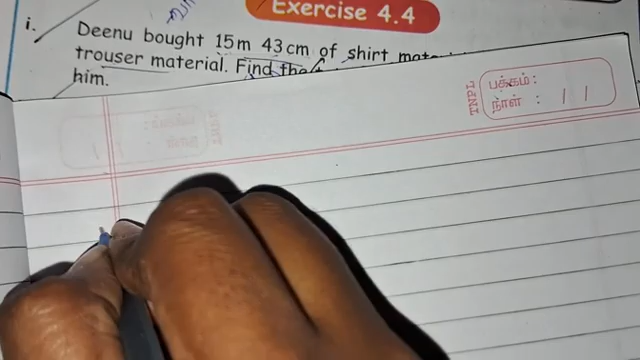 Exercise 4.4
i. Deenu bought 15m 43cm of shirt
trouser material. Find the
him.
TNPL
பக்கம் :
நாள் : / /